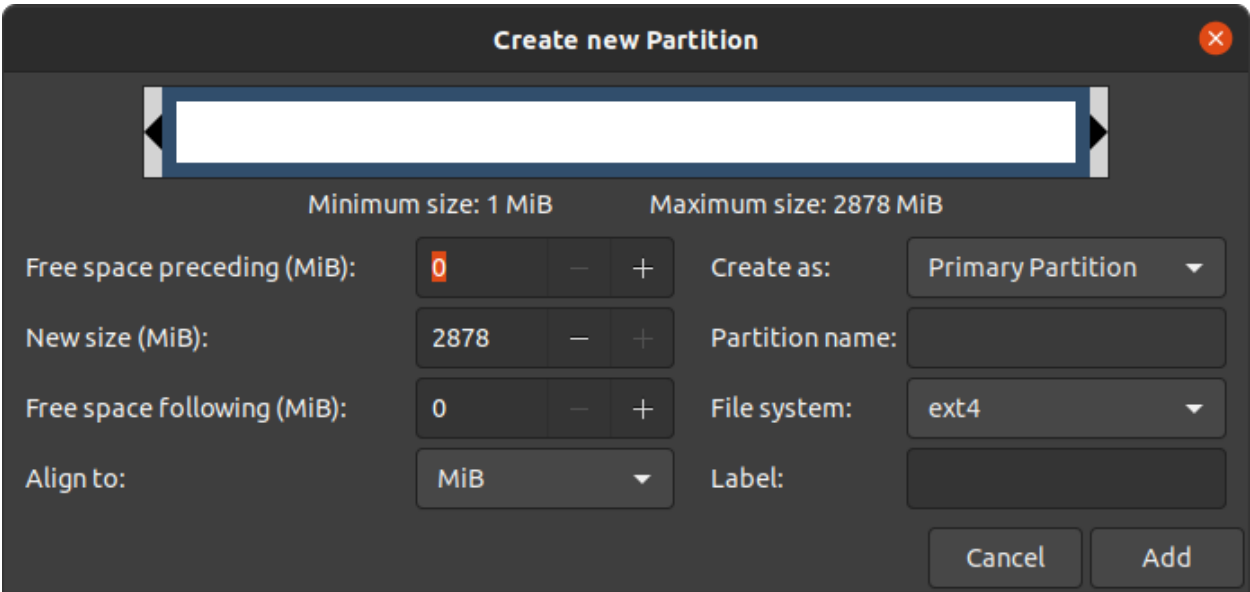 Create new Partition
Minimum size: 1 MiB Maximum size: 2878 MiB
Free space preceding (MiB): 0 − + Create as: Primary Partition
New size (MiB): 2878 − + Partition name:
Free space following (MiB): 0 − + File system: ext4
Align to: MiB Label:
Cancel Add